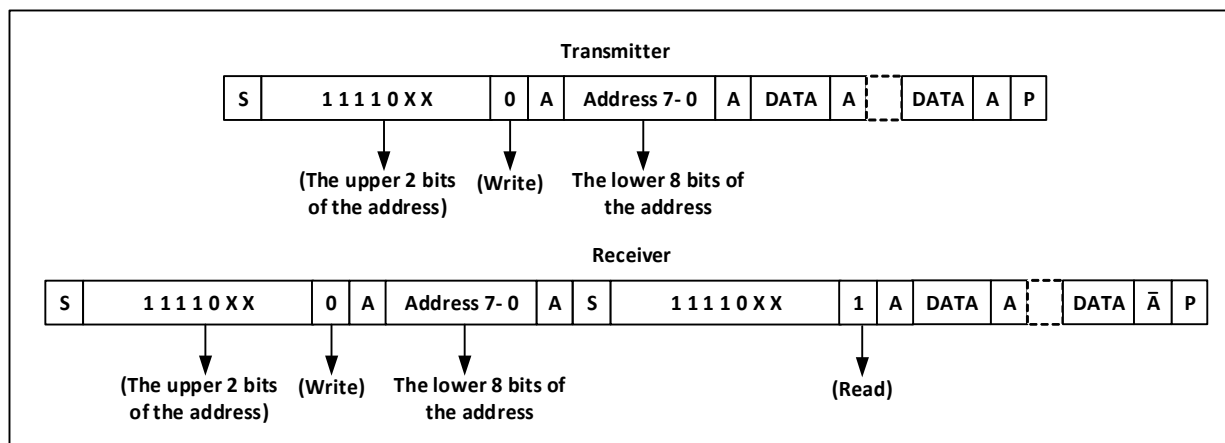 Transmitter
S 1 1 1 1 0 X X 0 A Address 7- 0 A DATA A DATA A P
(The upper 2 bits of the address) (Write) The lower 8 bits of the address
Receiver
S 1 1 1 1 0 X X 0 A Address 7- 0 A S 1 1 1 1 0 X X 1 A DATA A DATA Ā P
(The upper 2 bits of the address) (Write) The lower 8 bits of the address (Read)